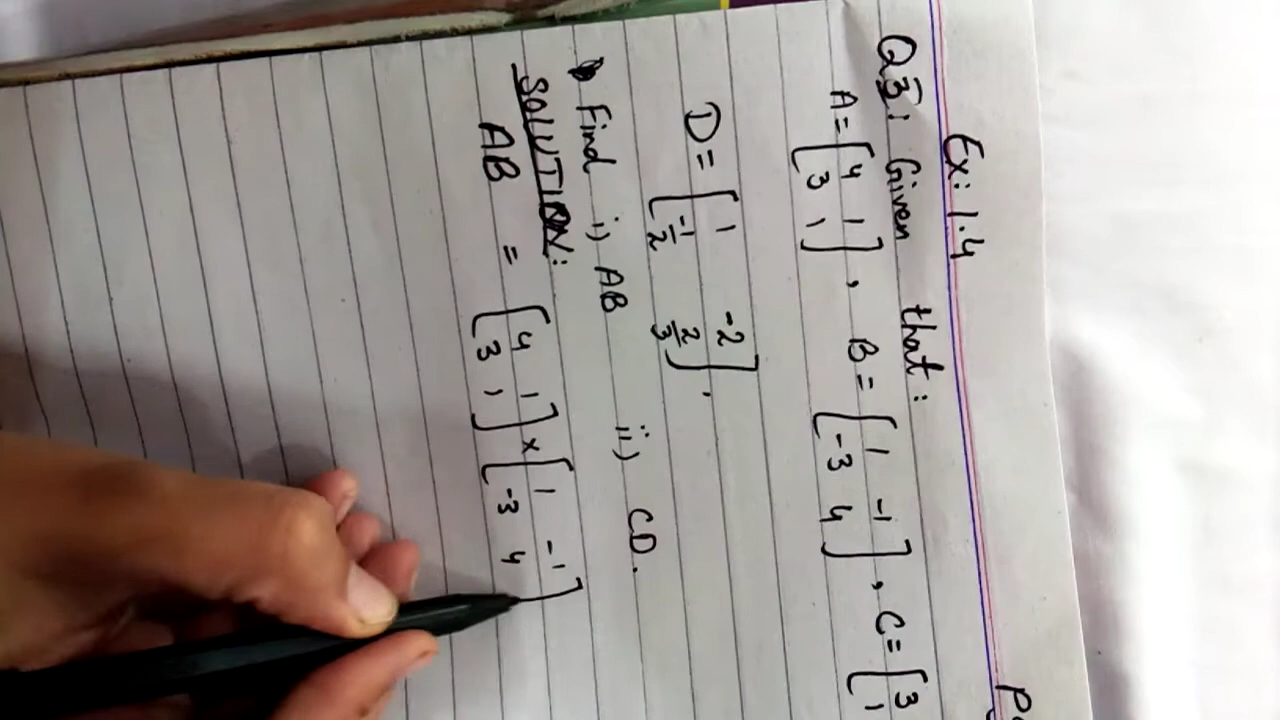 Ex: 1.4
Q3: Given that:
A = [4 1
3 1], B = [1 -1
-3 4], C = [3
1
D = [1 -2
-1/2 2/3],
Find i) AB ii) CD.
SOLUTION:
AB = [4 1
3 1] × [1 -1
-3 4]